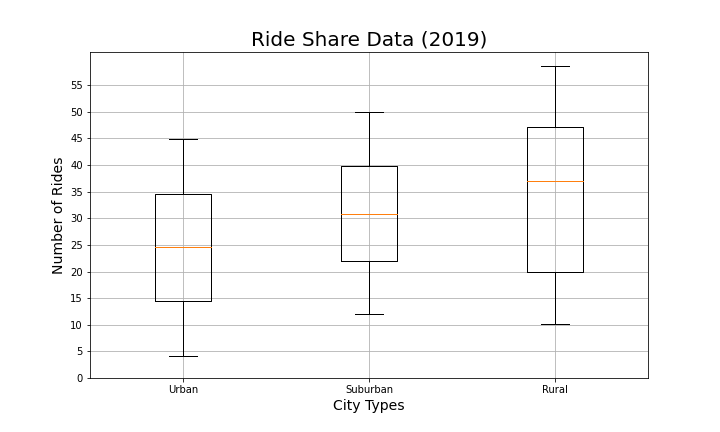 Ride Share Data (2019)
Number of Rides
55
50
45
40
35
30
25
20
15
10
5
0
Urban
Suburban
Rural
City Types